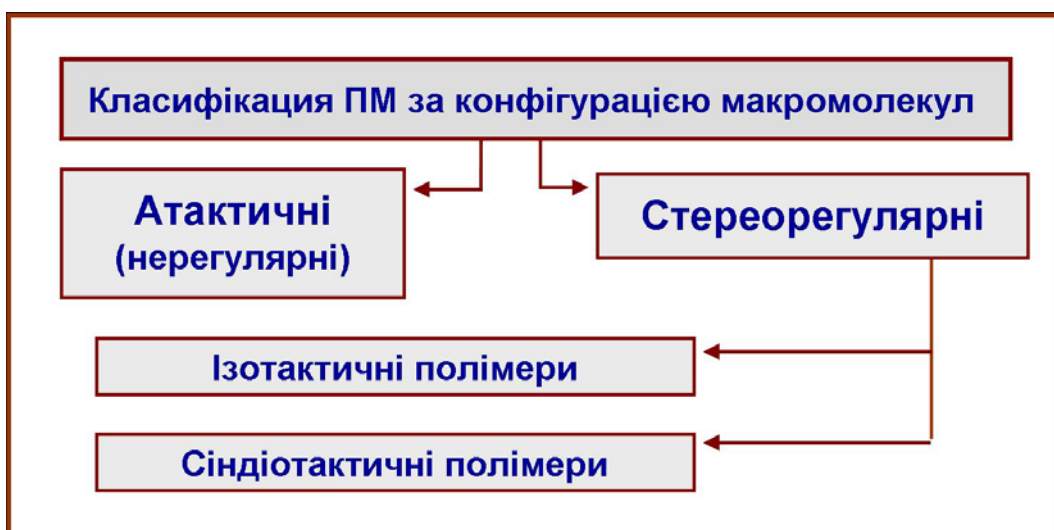 Класифікация ПМ за конфігурацією макромолекул
Атактичні
(нерегулярні)
Стереорегулярні
Ізотактичні полімери
Сіндіотактичні полімери